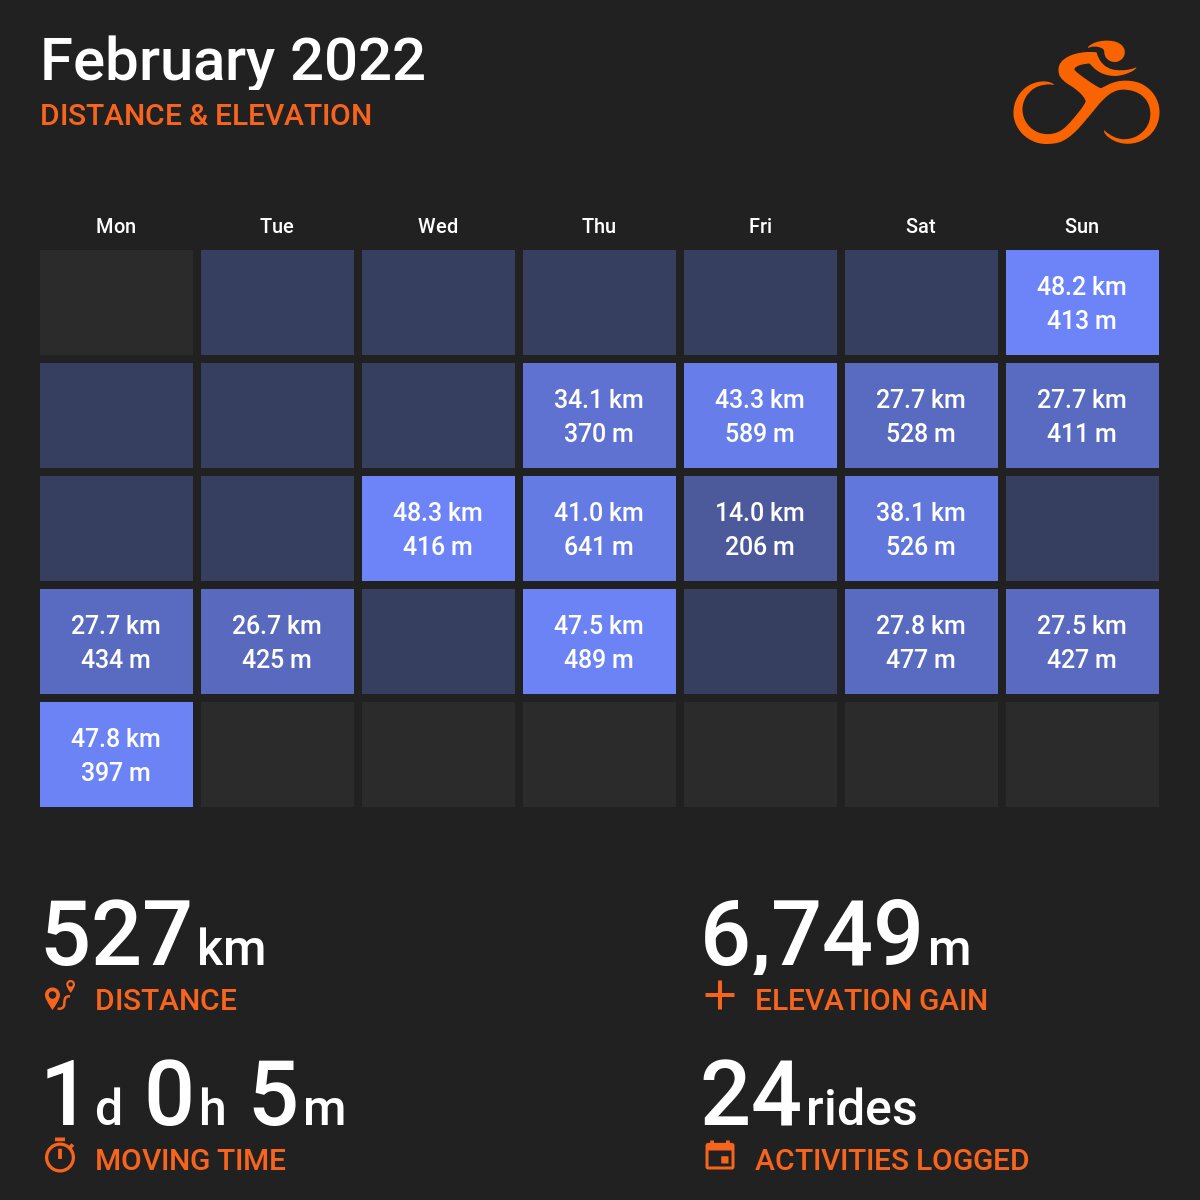 February 2022
DISTANCE & ELEVATION
Mon Tue Wed Thu Fri Sat Sun
48.2 km
413 m
34.1 km 43.3 km 27.7 km 27.7 km
370 m 589 m 528 m 411 m
48.3 km 41.0 km 14.0 km 38.1 km
416 m 641 m 206 m 526 m
27.7 km 26.7 km 47.5 km 27.8 km 27.5 km
434 m 425 m 489 m 477 m 427 m
47.8 km
397 m
527 km 6,749 m
DISTANCE ELEVATION GAIN
1 d 0 h 5 m 24 rides
MOVING TIME ACTIVITIES LOGGED